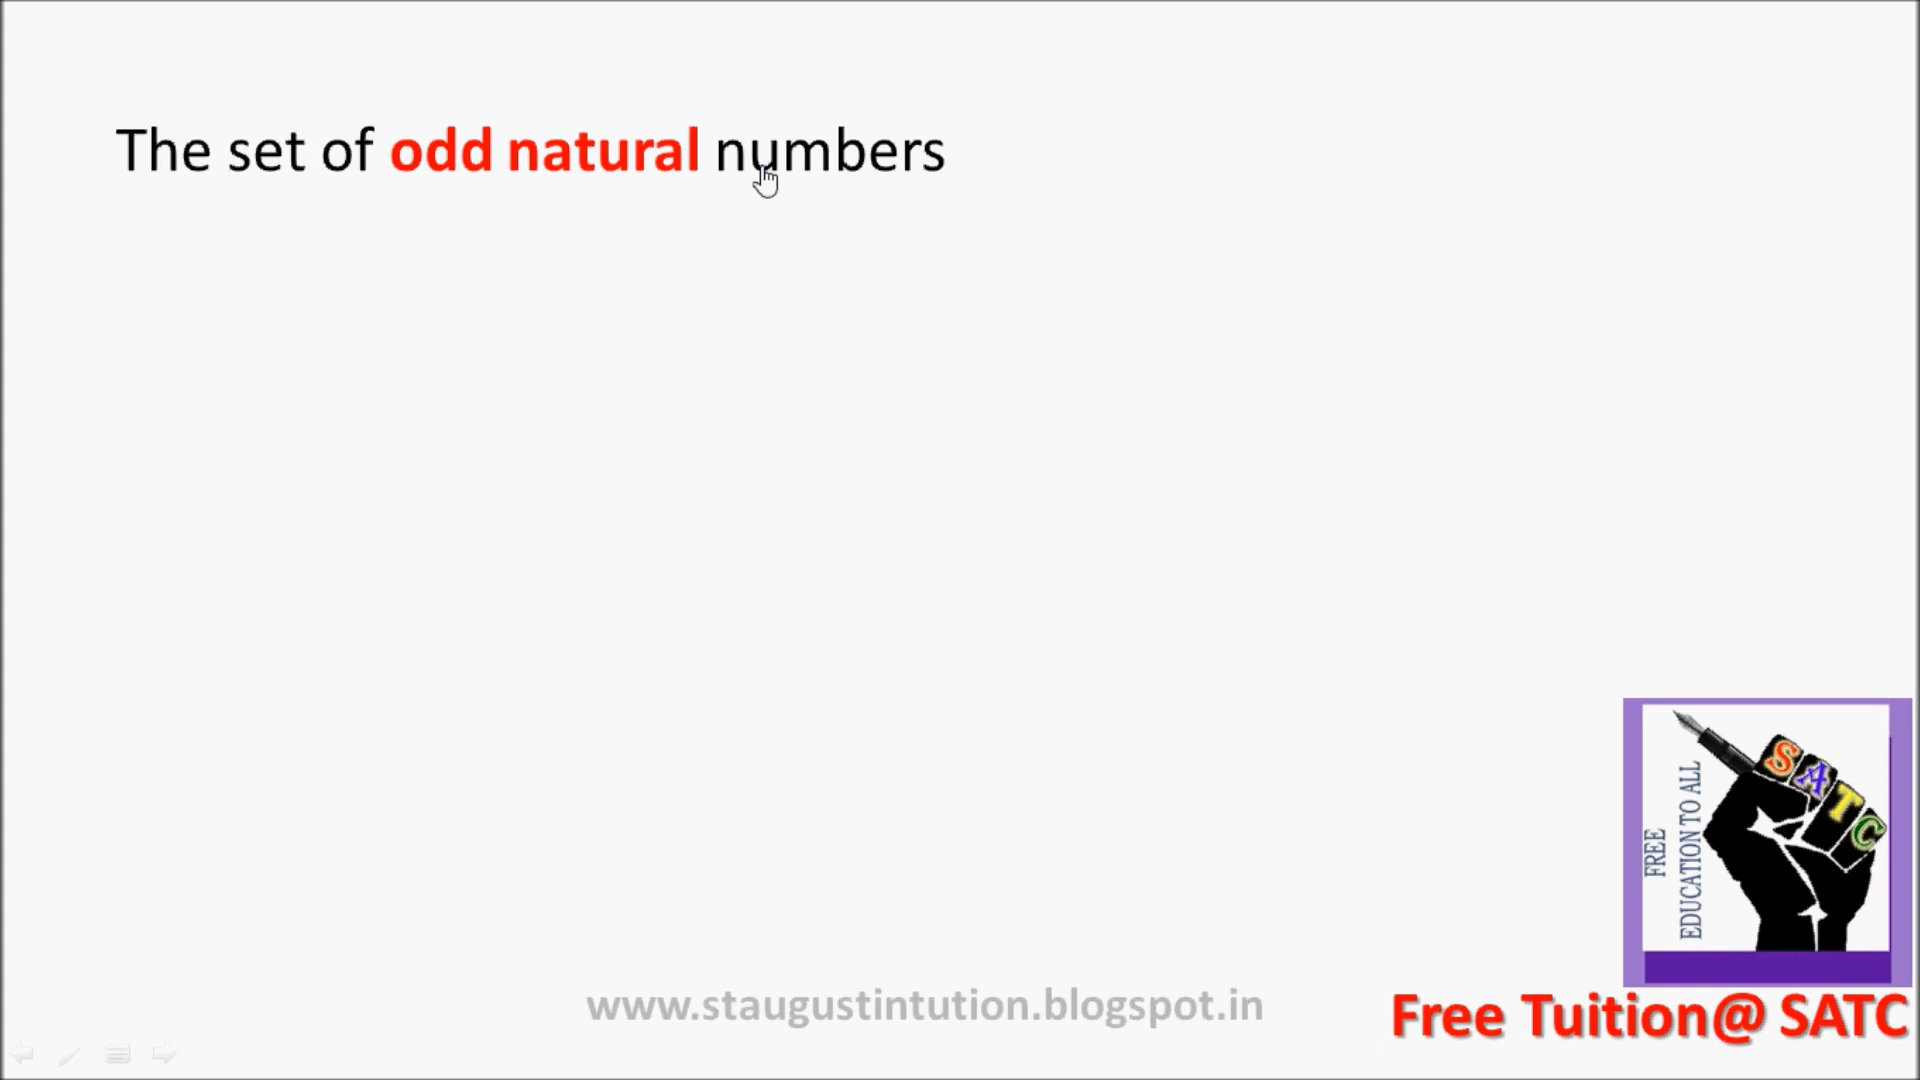 The set of odd natural numbers
SATC
FREE
EDUCATION TO ALL
www.staugustintution.blogspot.in
Free Tuition@ SATC